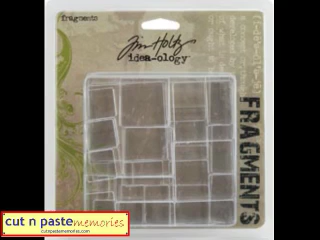 fragments
Tim Holtz
idea-ology
FRAGMENTS
cut n paste memories
cutnpastememories.com